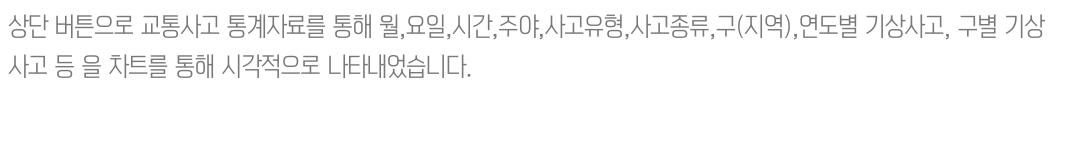 상단 버튼으로 교통사고 통계자료를 통해 월,요일,시간,주야,사고유형,사고종류,구(지역),연도별 기상사고, 구별 기상
사고 등 을 차트를 통해 시각적으로 나타내었습니다.